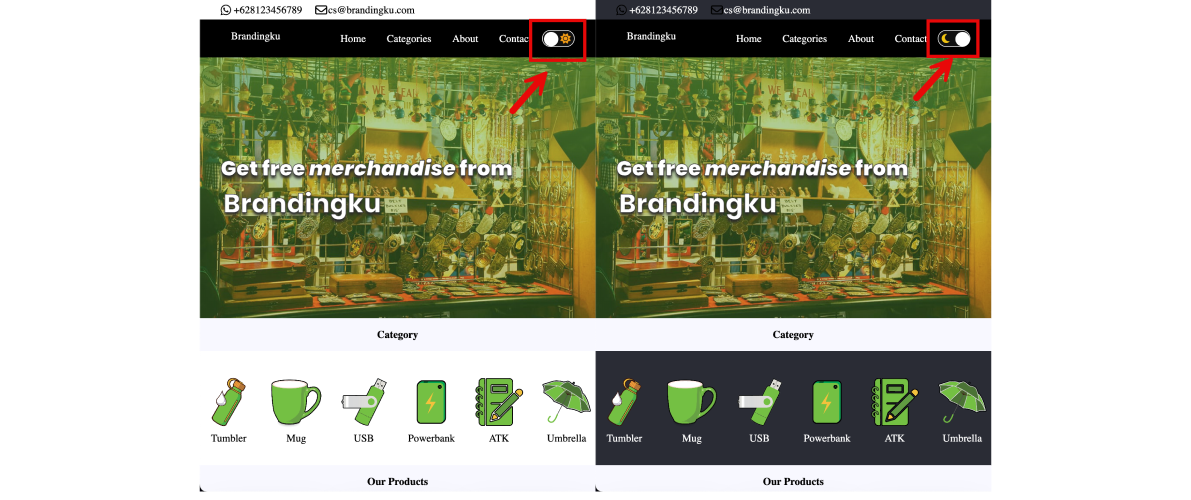 +628123456789 cs@brandingku.com
Brandingku Home Categories About Contac
Get free merchandise from
Brandingku
Category
Tumbler Mug USB Powerbank ATK Umbrella
Our Products
+628123456789 cs@brandingku.com
Brandingku Home Categories About Contact
Get free merchandise from
Brandingku
Category
Tumbler Mug USB Powerbank ATK Umbrella
Our Products